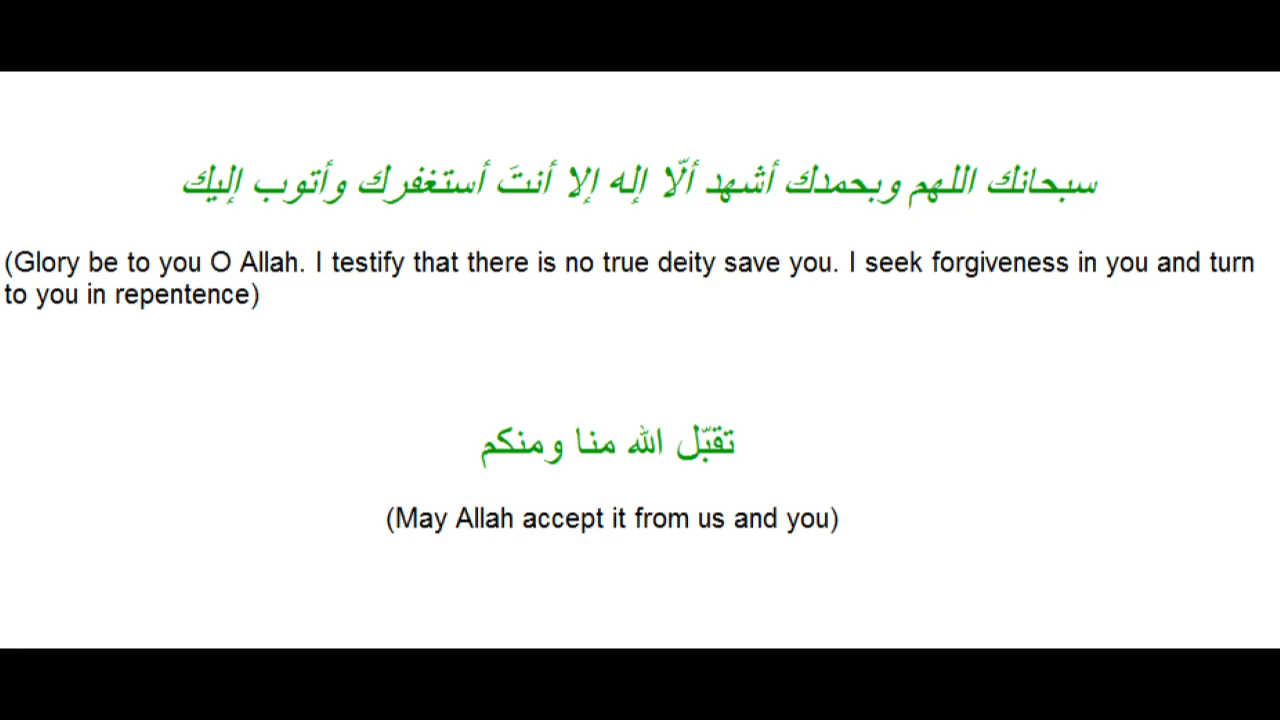 سبحانك اللهم وبحمدك أشهد ألّا إله إلا أنتَ أستغفرك وأتوب إليك
(Glory be to you O Allah. I testify that there is no true deity save you. I seek forgiveness in you and turn
to you in repentence)
تقبّل الله منا ومنكم
(May Allah accept it from us and you)